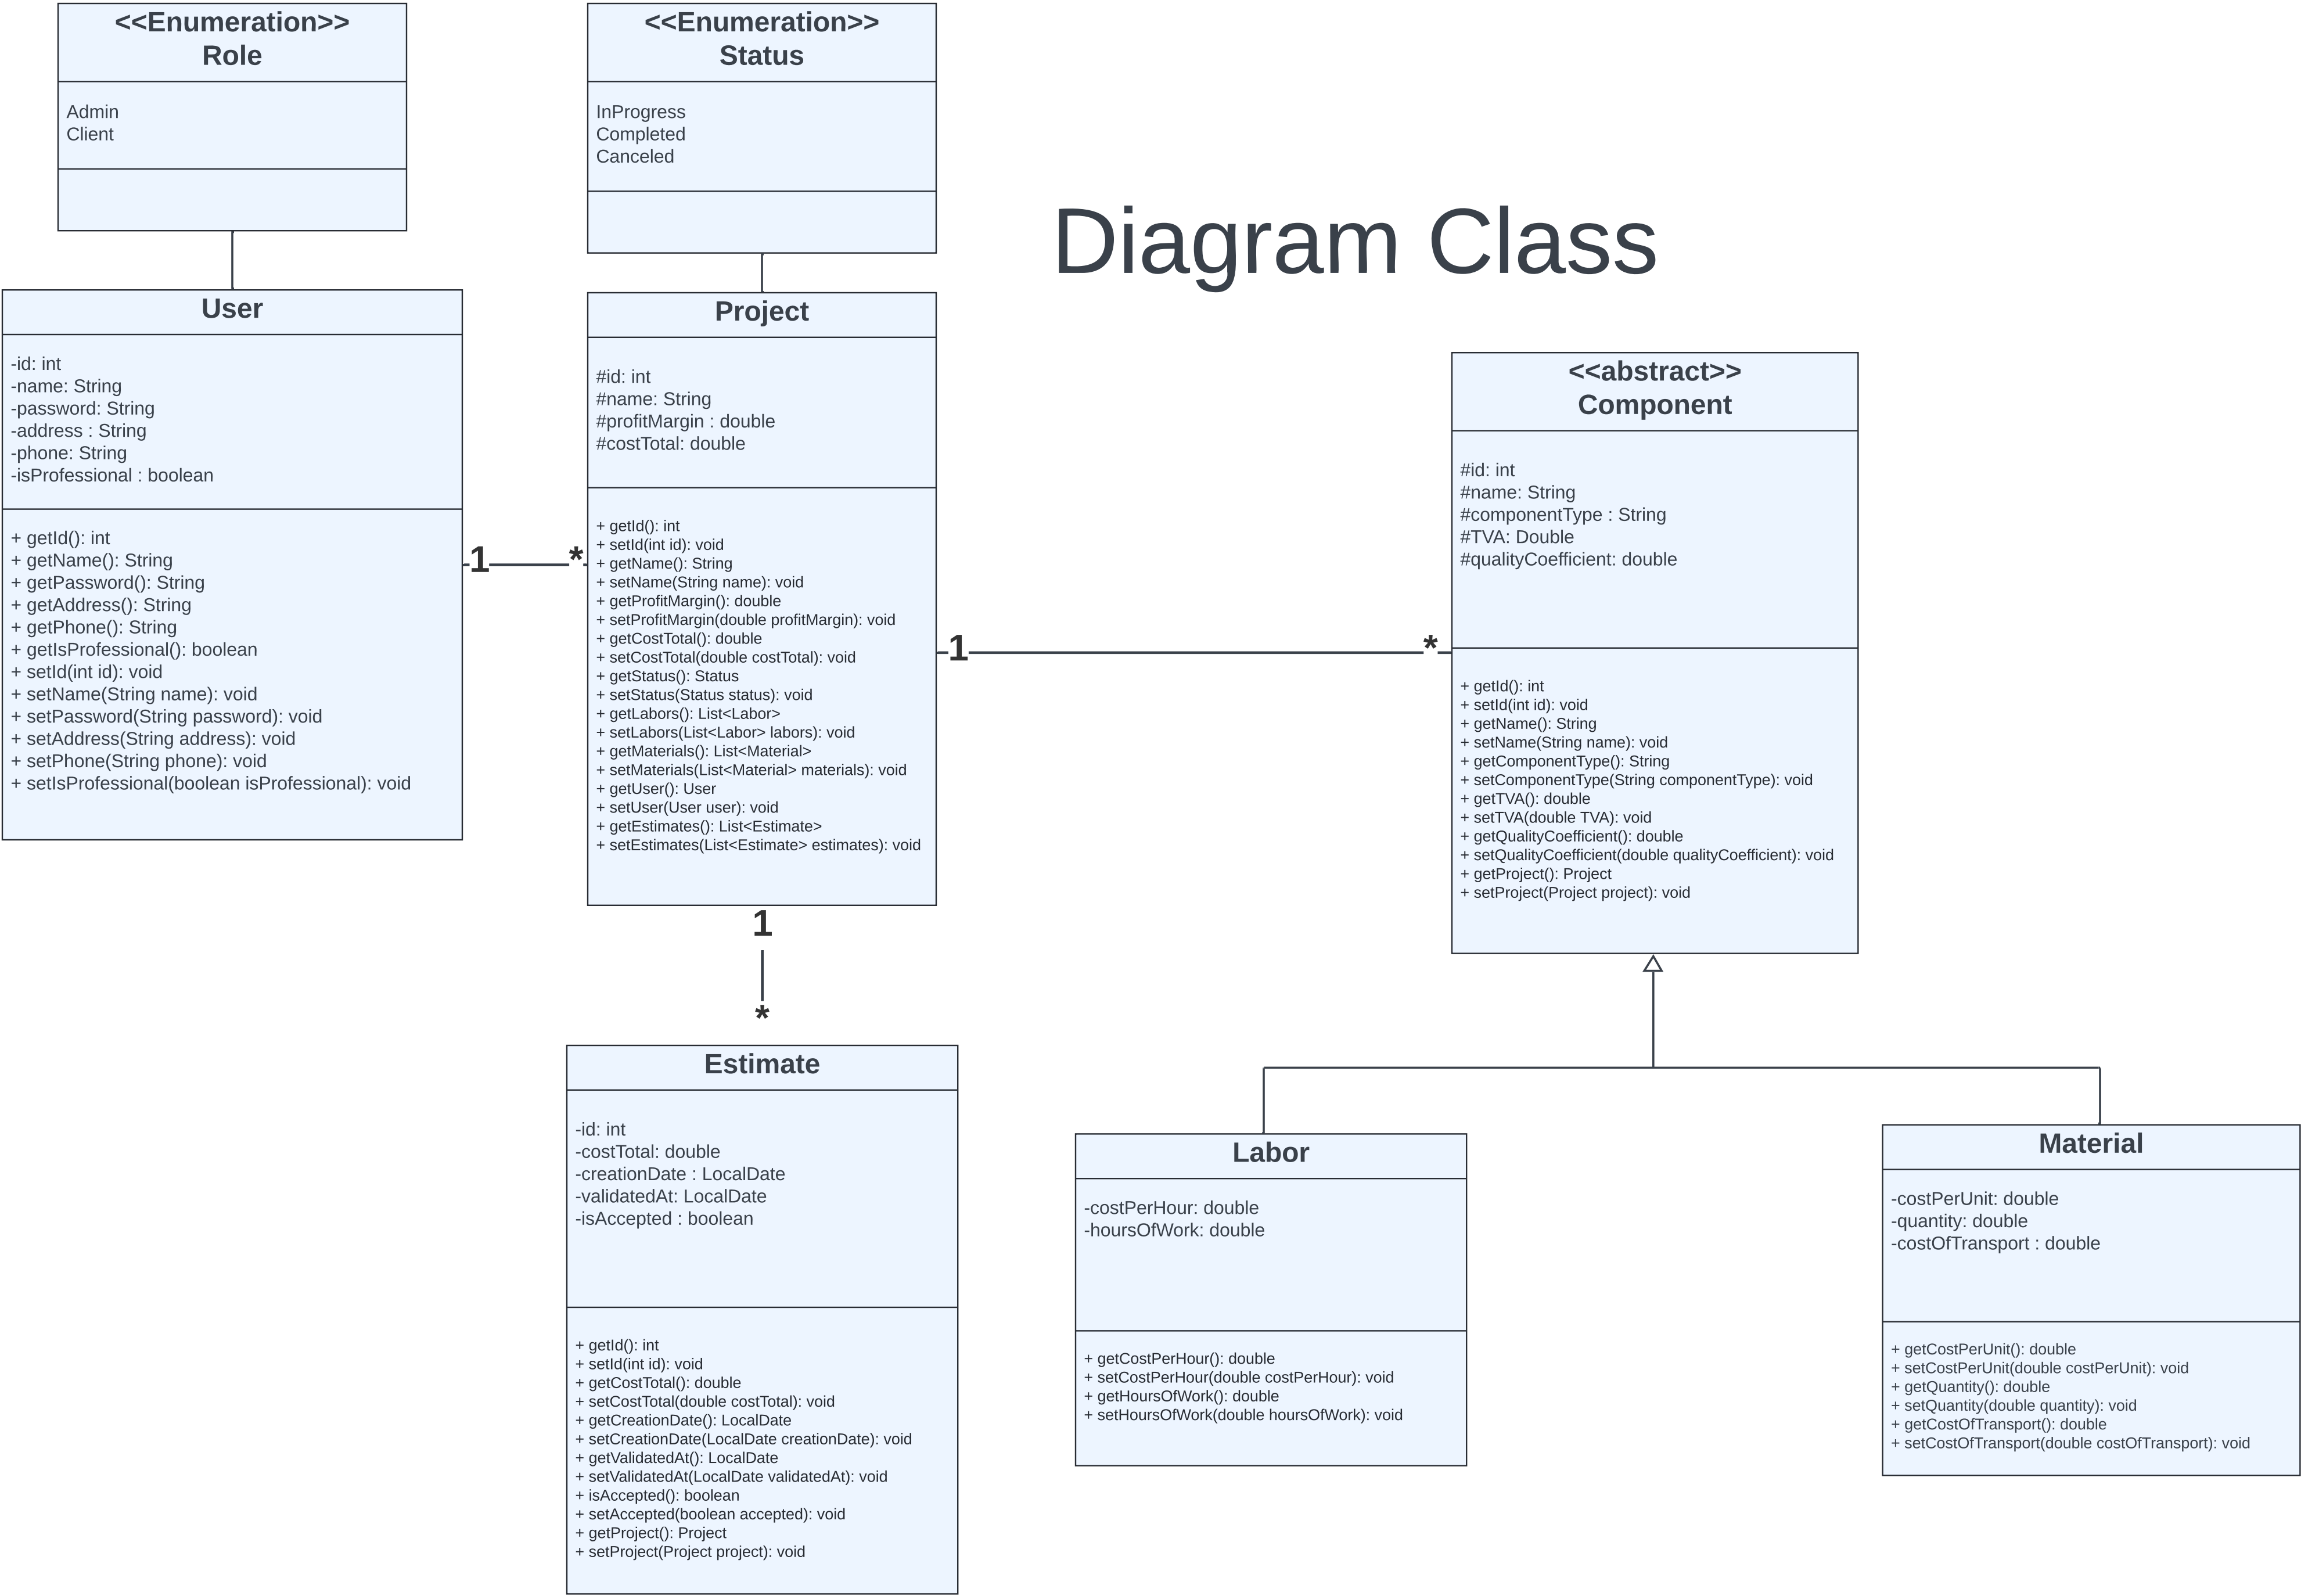 <<Enumeration>>
Role
Admin
Client
<<Enumeration>>
Status
InProgress
Completed
Canceled
Diagram Class
User
-id: int
-name: String
-password: String
-address : String
-phone: String
-isProfessional : boolean
+ getId(): int
+ getName(): String
+ getPassword(): String
+ getAddress(): String
+ getPhone(): String
+ getIsProfessional(): boolean
+ setId(int id): void
+ setName(String name): void
+ setPassword(String password): void
+ setAddress(String address): void
+ setPhone(String phone): void
+ setIsProfessional(boolean isProfessional): void
1
*
Project
#id: int
#name: String
#profitMargin : double
#costTotal: double
+ getId(): int
+ setId(int id): void
+ getName(): String
+ setName(String name): void
+ getProfitMargin(): double
+ setProfitMargin(double profitMargin): void
+ getCostTotal(): double
+ setCostTotal(double costTotal): void
+ getStatus(): Status
+ setStatus(Status status): void
+ getLabors(): List<Labor>
+ setLabors(List<Labor> labors): void
+ getMaterials(): List<Material>
+ setMaterials(List<Material> materials): void
+ getUser(): User
+ setUser(User user): void
+ getEstimates(): List<Estimate>
+ setEstimates(List<Estimate> estimates): void
1
*
<<abstract>>
Component
#id: int
#name: String
#componentType : String
#TVA: Double
#qualityCoefficient: double
+ getId(): int
+ setId(int id): void
+ getName(): String
+ setName(String name): void
+ getComponentType(): String
+ setComponentType(String componentType): void
+ getTVA(): double
+ setTVA(double TVA): void
+ getQualityCoefficient(): double
+ setQualityCoefficient(double qualityCoefficient): void
+ getProject(): Project
+ setProject(Project project): void
1
*
Estimate
-id: int
-costTotal: double
-creationDate : LocalDate
-validatedAt: LocalDate
-isAccepted : boolean
+ getId(): int
+ setId(int id): void
+ getCostTotal(): double
+ setCostTotal(double costTotal): void
+ getCreationDate(): LocalDate
+ setCreationDate(LocalDate creationDate): void
+ getValidatedAt(): LocalDate
+ setValidatedAt(LocalDate validatedAt): void
+ isAccepted(): boolean
+ setAccepted(boolean accepted): void
+ getProject(): Project
+ setProject(Project project): void
Labor
-costPerHour: double
-hoursOfWork: double
+ getCostPerHour(): double
+ setCostPerHour(double costPerHour): void
+ getHoursOfWork(): double
+ setHoursOfWork(double hoursOfWork): void
Material
-costPerUnit: double
-quantity: double
-costOfTransport : double
+ getCostPerUnit(): double
+ setCostPerUnit(double costPerUnit): void
+ getQuantity(): double
+ setQuantity(double quantity): void
+ getCostOfTransport(): double
+ setCostOfTransport(double costOfTransport): void